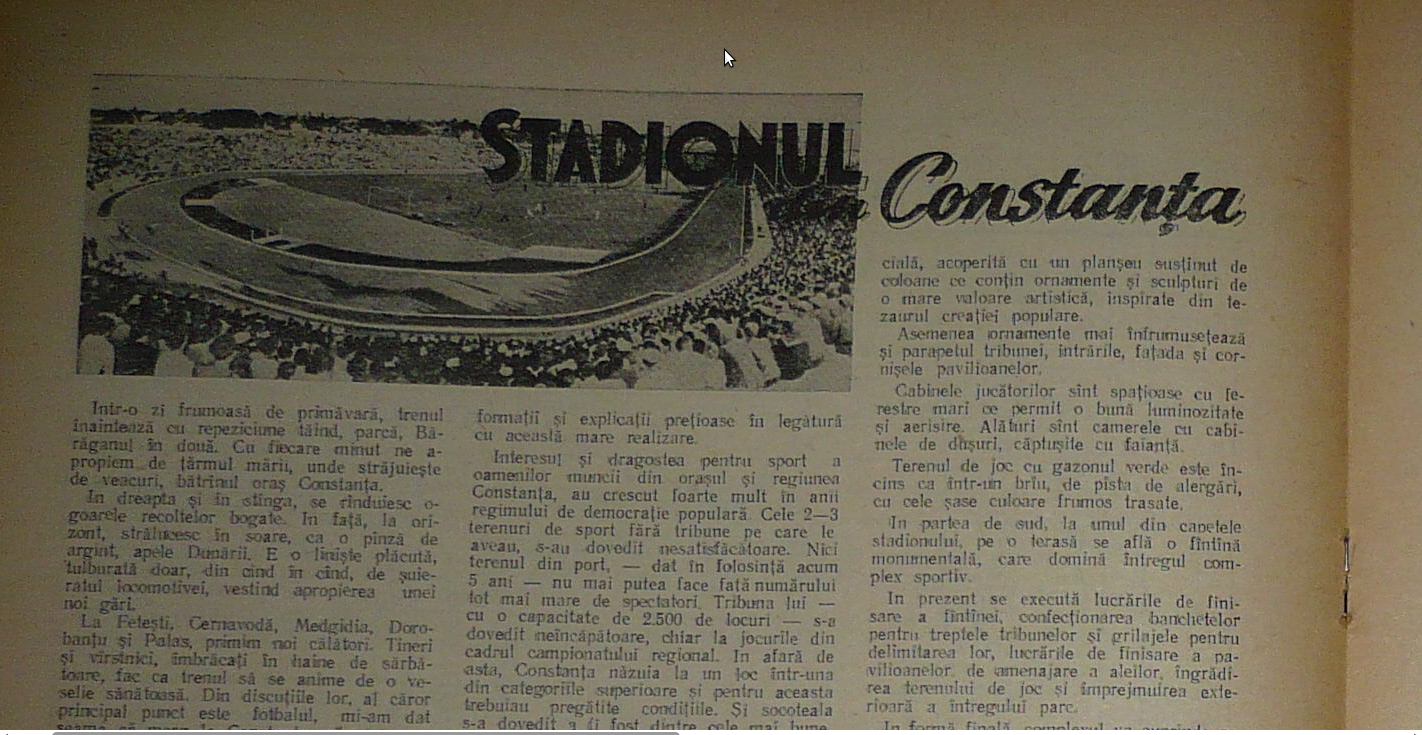 STADIONUL
din Constanța
Intr-o zi frumoasă de primăvară, trenul
înaintează cu repeziciune tăind, parcă, Bă-
răganul în două. Cu fiecare minut ne a-
propiem de țărmul mării, unde străjuiește
de veacuri, bătrînul oraș Constanța.
In dreapta și în stînga, se rînduiesc o-
goarele recoltelor bogate. In față, la ori-
zont, strălucesc în soare, ca o pînză de
argint, apele Dunării. E o liniște plăcută,
tulburată doar, din cînd în cînd, de șuie-
ratul locomotivei, vestind apropierea unei
noi gări.
La Fetești, Cernavodă, Medgidia, Doro-
banțu și Palas, primim noi călători. Tineri
și vîrstnici, îmbrăcați în haine de sărbă-
toare, fac ca trenul să se anime de o ve-
selie sănătoasă. Din discuțiile lor, al căror
principal punct este fotbalul, mi-am dat
formații și explicații prețioase în legătură
cu această mare realizare.
Interesul și dragostea pentru sport a
oamenilor muncii din orașul și regiunea
Constanța, au crescut foarte mult în anii
regimului de democrație populară. Cele 2—3
terenuri de sport fără tribune pe care le
aveau, s-au dovedit nesatisfăcătoare. Nici
terenul din port, — dat în folosință acum
5 ani — nu mai putea face față numărului
tot mai mare de spectatori. Tribuna lui —
cu o capacitate de 2.500 de locuri — s-a
dovedit neîncăpătoare, chiar la jocurile din
cadrul campionatului regional. In afară de
asta, Constanța năzuia la un loc într-una
din categoriile superioare și pentru aceasta
trebuiau pregătite condițiile. Și socoteala
s-a dovedit a fi fost dintre cele mai bune.
cială, acoperită cu un planșeu susținut de
coloane ce conțin ornamente și sculpturi de
o mare valoare artistică, inspirate din te-
zaurul creației populare.
Asemenea ornamente mai înfrumusețează
și parapetul tribunei, intrările, fațada și cor-
nișele pavilioanelor.
Cabinele jucătorilor sînt spațioase cu fe-
restre mari ce permit o bună luminozitate
și aerisire. Alături sînt camerele cu cabi-
nele de dușuri, căptușite cu faianță.
Terenul de joc cu gazonul verde este în-
cins ca într-un brîu, de pista de alergări,
cu cele șase culoare frumos trasate.
In partea de sud, la unul din capetele
stadionului, pe o terasă se află o fîntînă
monumentală, care domină întregul com-
plex sportiv.
In prezent se execută lucrările de fini-
sare a fîntînei, confecționarea banchetelor
pentru treptele tribunelor și grilajele pentru
delimitarea lor, lucrările de finisare a pa-
vilioanelor, de amenajare a aleilor, îngrădi-
rea terenului de joc și împrejmuirea exte-
rioară a întregului parc.
In formă finală complexul va